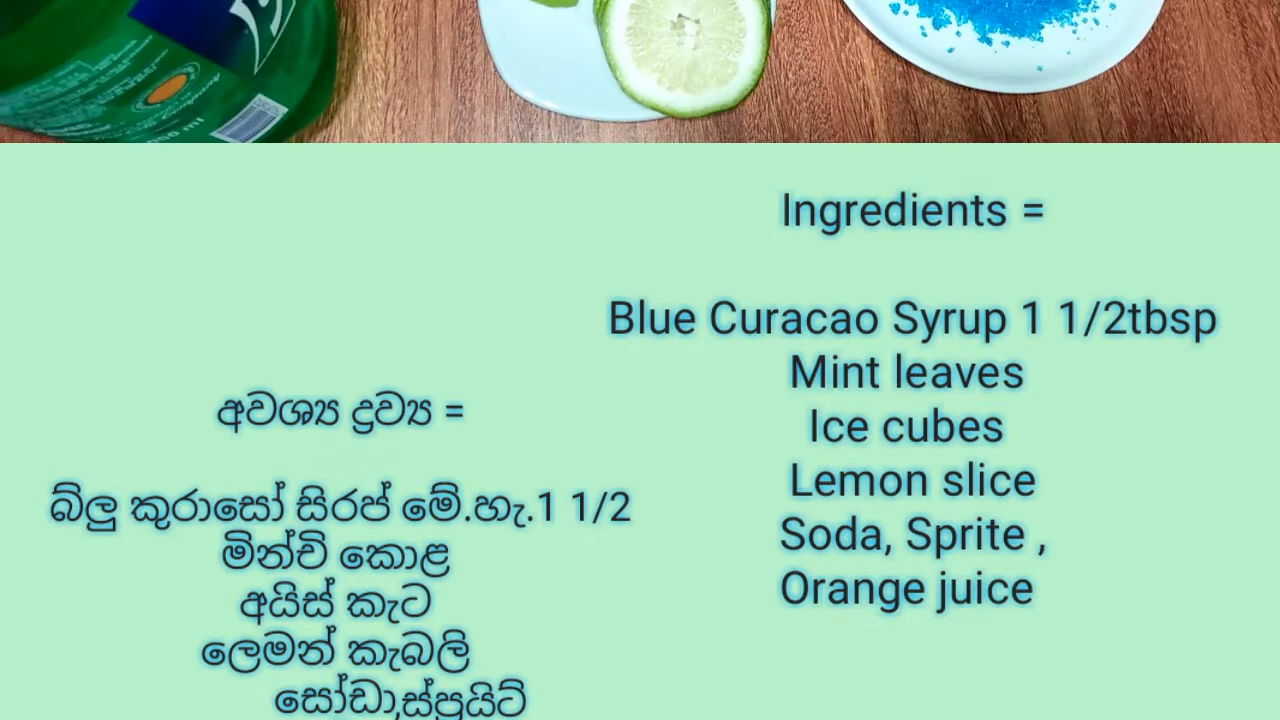 Ingredients =
Blue Curacao Syrup 1 1/2tbsp
Mint leaves
Ice cubes
Lemon slice
Soda, Sprite ,
Orange juice
අවශ්‍ය ද්‍රව්‍ය =
බ්ලු කුරාසෝ සිරප් මේ.හැ.1 1/2
මින්චි කොළ
අයිස් කැට
ලෙමන් කැබලි
සෝඩා,ස්ප්‍රයිට්